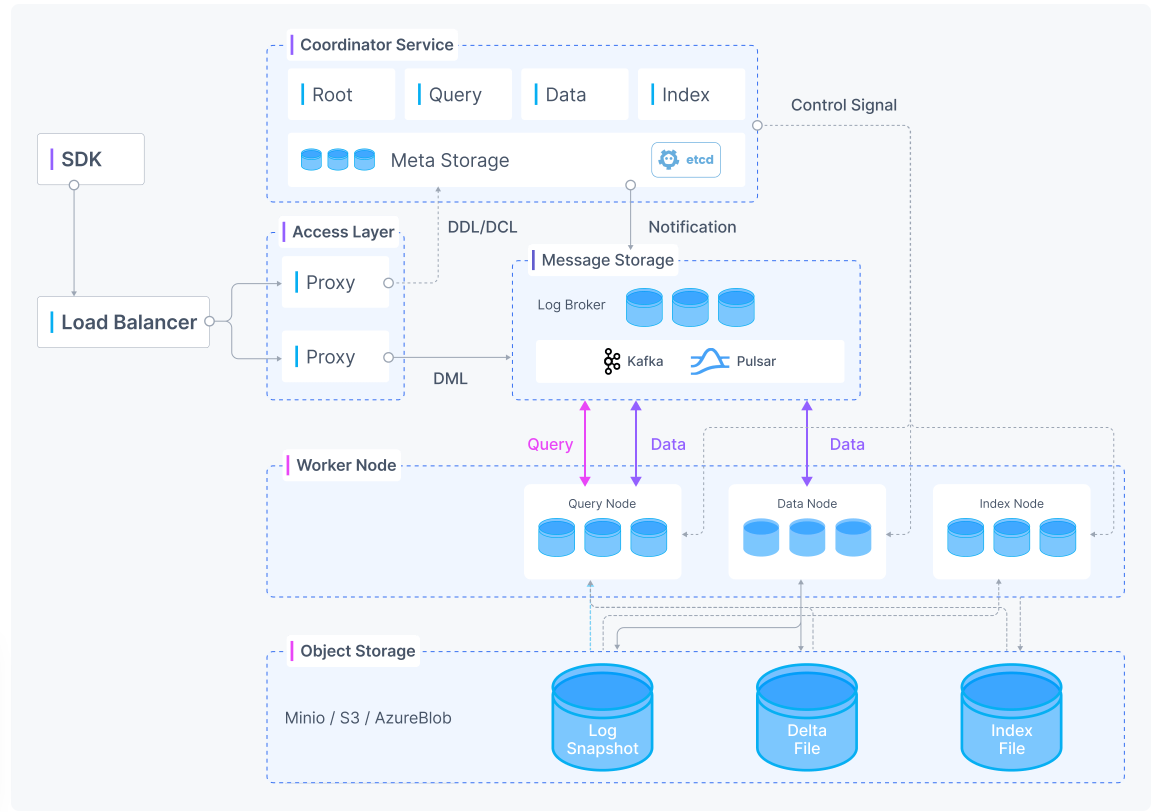 Coordinator Service
Root
Query
Data
Index
Control Signal
SDK
Meta Storage
etcd
DDL/DCL
Notification
Access Layer
Message Storage
Proxy
Log Broker
Load Balancer
Proxy
Kafka
Pulsar
DML
Query
Data
Data
Worker Node
Query Node
Data Node
Index Node
Object Storage
Minio / S3 / AzureBlob
Log
Snapshot
Delta
File
Index
File